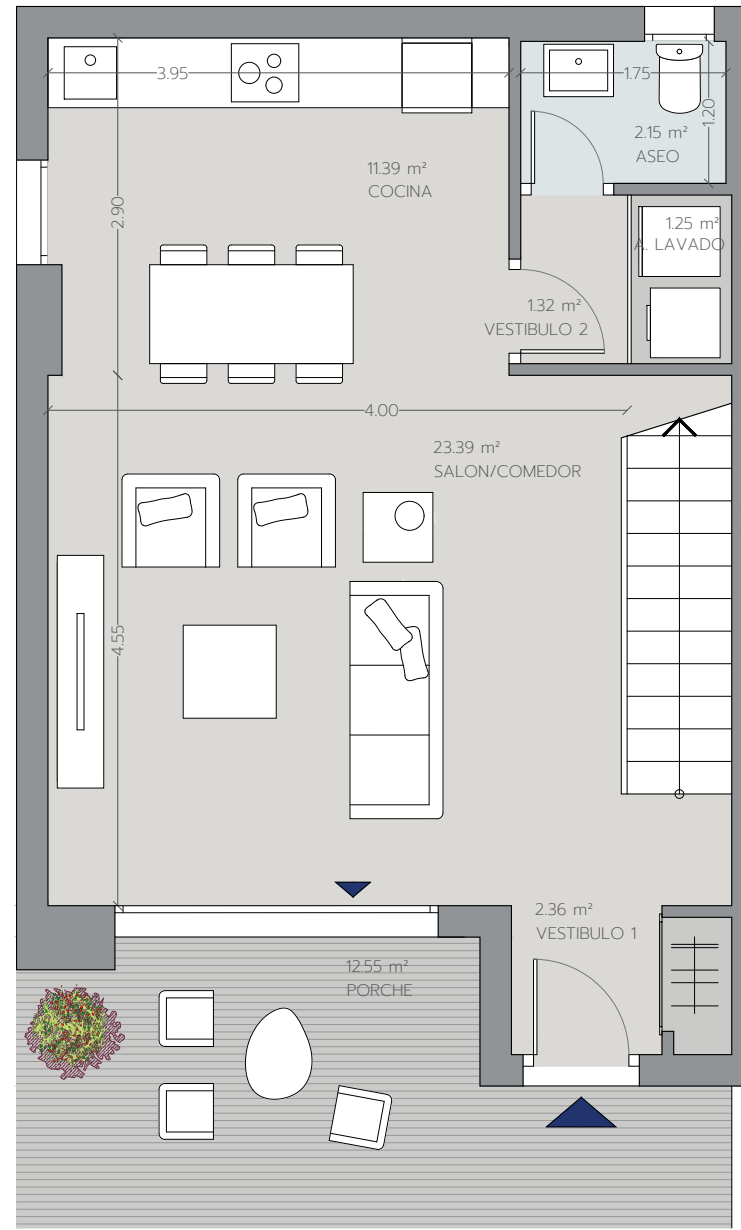 3.95
1.75
1.20
2.15 m²
ASEO
11.39 m²
COCINA
2.90
1.25 m²
A. LAVADO
1.32 m²
VESTIBULO 2
4.00
23.39 m²
SALON/COMEDOR
4.55
2.36 m²
VESTIBULO 1
12.55 m²
PORCHE